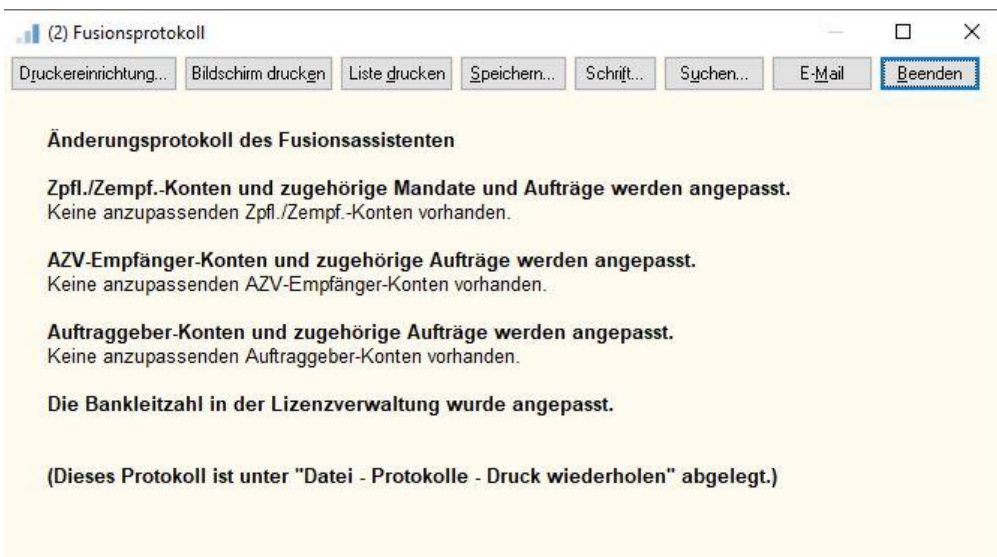 (2) Fusionsprotokoll
Druckereinrichtung... Bildschirm drucken Liste drucken Speichern... Schrift... Suchen... E-Mail Beenden
Änderungsprotokoll des Fusionsassistenten
Zpfl./Zempf.-Konten und zugehörige Mandate und Aufträge werden angepasst.
Keine anzupassenden Zpfl./Zempf.-Konten vorhanden.
AZV-Empfänger-Konten und zugehörige Aufträge werden angepasst.
Keine anzupassenden AZV-Empfänger-Konten vorhanden.
Auftraggeber-Konten und zugehörige Aufträge werden angepasst.
Keine anzupassenden Auftraggeber-Konten vorhanden.
Die Bankleitzahl in der Lizenzverwaltung wurde angepasst.
(Dieses Protokoll ist unter "Datei - Protokolle - Druck wiederholen" abgelegt.)